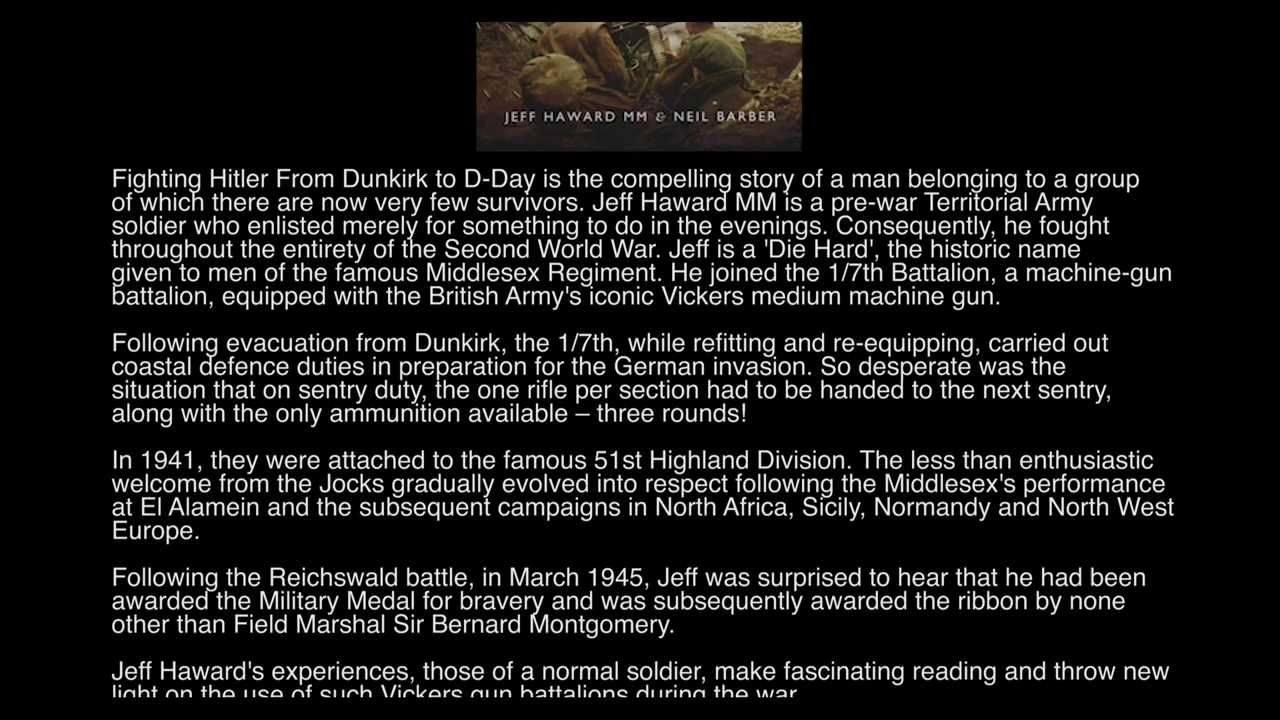 JEFF HAWARD MM & NEIL BARBER
Fighting Hitler From Dunkirk to D-Day is the compelling story of a man belonging to a group
of which there are now very few survivors. Jeff Haward MM is a pre-war Territorial Army
soldier who enlisted merely for something to do in the evenings. Consequently, he fought
throughout the entirety of the Second World War. Jeff is a 'Die Hard', the historic name
given to men of the famous Middlesex Regiment. He joined the 1/7th Battalion, a machine-gun
battalion, equipped with the British Army's iconic Vickers medium machine gun.
Following evacuation from Dunkirk, the 1/7th, while refitting and re-equipping, carried out
coastal defence duties in preparation for the German invasion. So desperate was the
situation that on sentry duty, the one rifle per section had to be handed to the next sentry,
along with the only ammunition available – three rounds!
In 1941, they were attached to the famous 51st Highland Division. The less than enthusiastic
welcome from the Jocks gradually evolved into respect following the Middlesex's performance
at El Alamein and the subsequent campaigns in North Africa, Sicily, Normandy and North West
Europe.
Following the Reichswald battle, in March 1945, Jeff was surprised to hear that he had been
awarded the Military Medal for bravery and was subsequently awarded the ribbon by none
other than Field Marshal Sir Bernard Montgomery.
Jeff Haward's experiences, those of a normal soldier, make fascinating reading and throw new
light on the use of such Vickers gun battalions during the war.